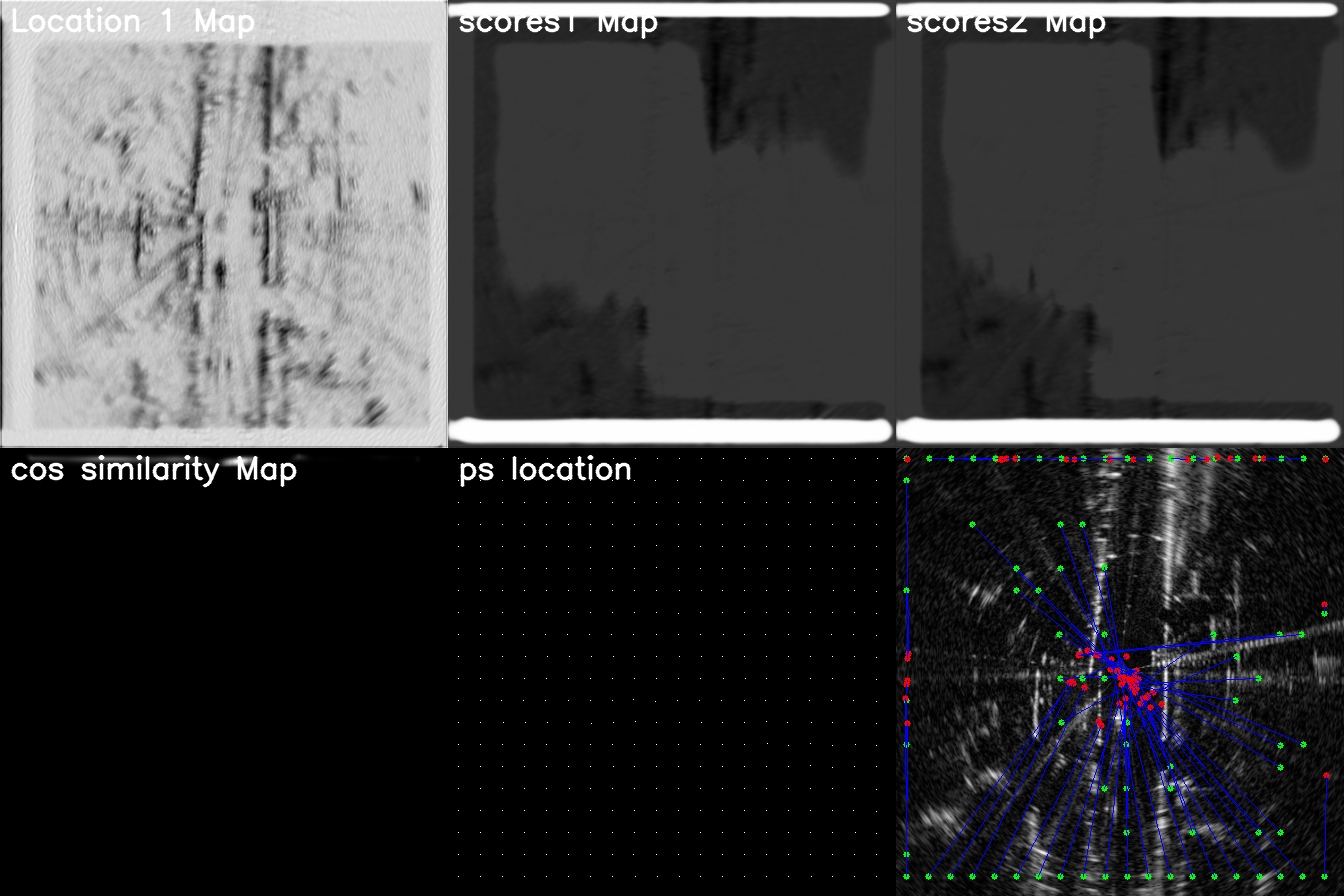 Location 1 Map
scores1 Map
scores2 Map
cos similarity Map
ps location